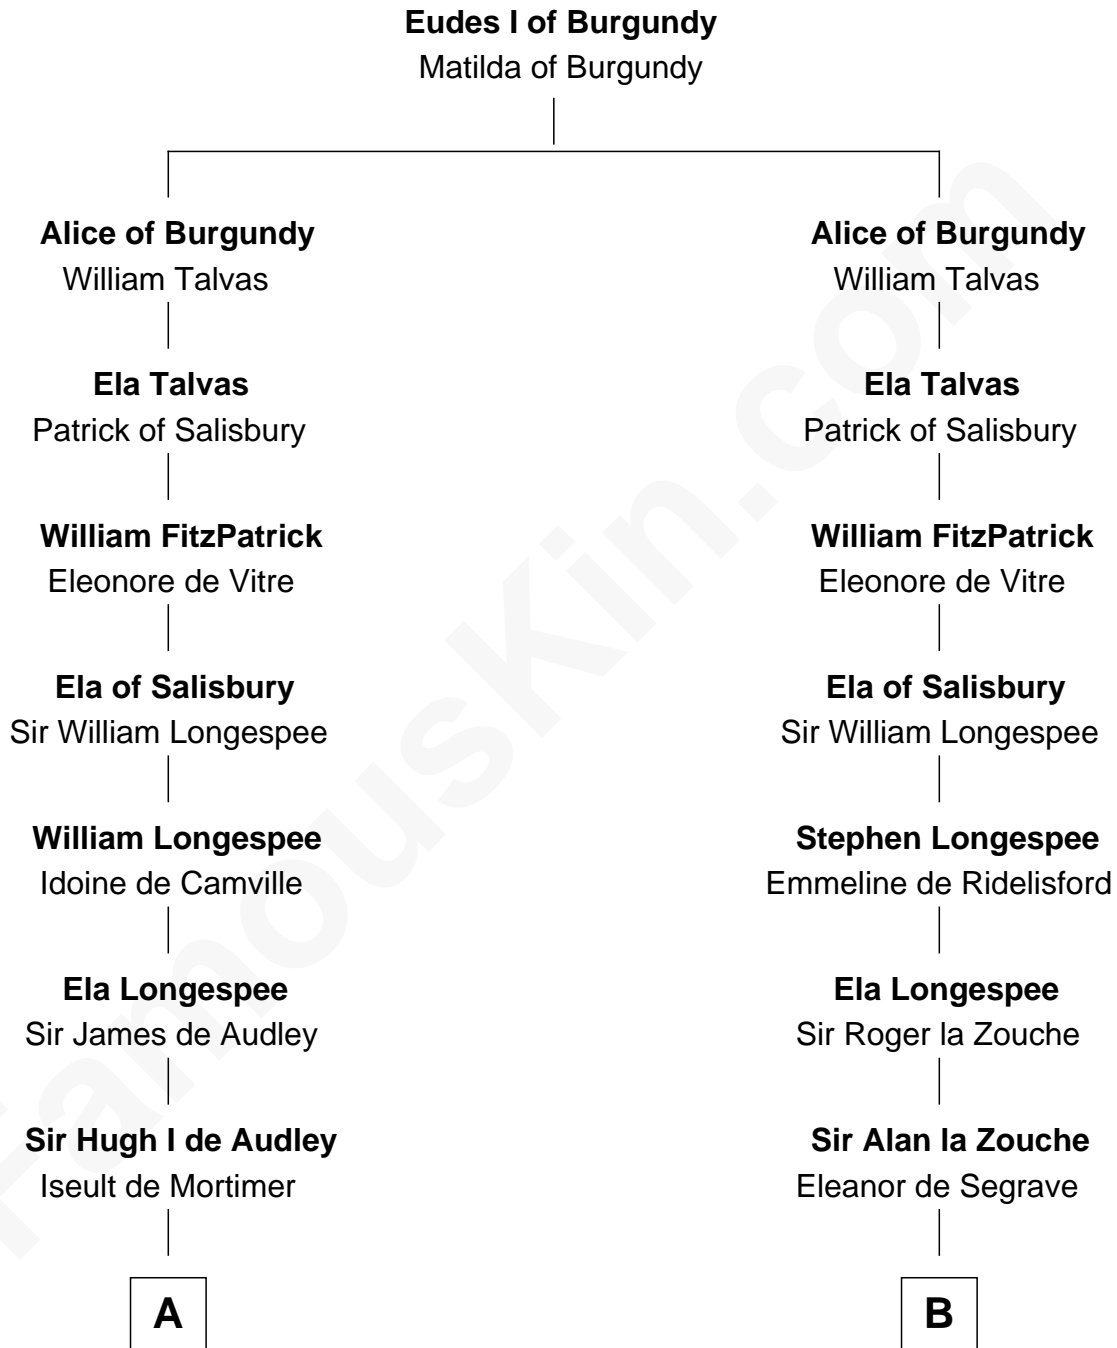 Eudes I of Burgundy
Matilda of Burgundy
Alice of Burgundy
William Talvas
Ela Talvas
Patrick of Salisbury
William FitzPatrick
Eleonore de Vitre
Ela of Salisbury
Sir William Longespee
William Longespee
Idoine de Camville
Ela Longespee
Sir James de Audley
Sir Hugh I de Audley
Iseult de Mortimer
A
Alice of Burgundy
William Talvas
Ela Talvas
Patrick of Salisbury
William FitzPatrick
Eleonore de Vitre
Ela of Salisbury
Sir William Longespee
Stephen Longespee
Emmeline de Ridelisford
Ela Longespee
Sir Roger la Zouche
Sir Alan la Zouche
Eleanor de Segrave
B
FamousKin.com